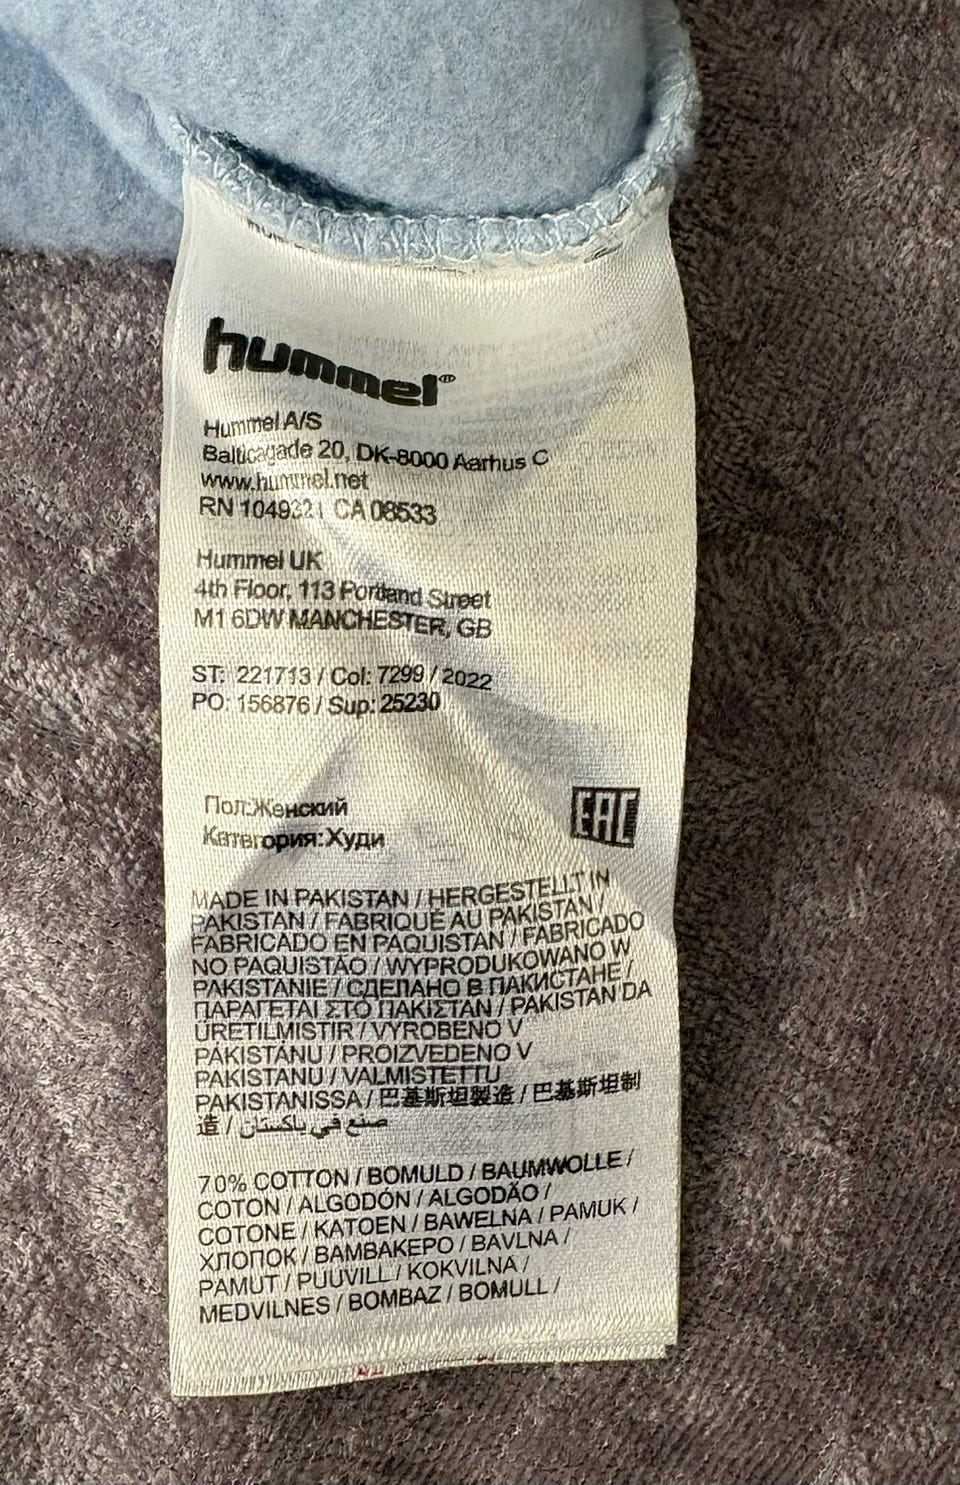 hummel®
Hummel A/S
Balticagade 20, DK-8000 Aarhus C
www.hummel.net
RN 1049321 CA 08533
Hummel UK
4th Floor, 113 Portland Street
M1 6DW MANCHESTER, GB
ST: 221713 / Col: 7299 / 2022
PO: 156876 / Sup: 25230
Пол:Женский
Категория:Худи
EAC
MADE IN PAKISTAN / HERGESTELLT IN
PAKISTAN / FABRIQUÉ AU PAKISTAN /
FABRICADO EN PAQUISTAN / FABRICADO
NO PAQUISTÃO / WYPRODUKOWANO W
PAKISTANIE / СДЕЛАНО В ПАКИСТАНЕ /
ΠΑΡΑΓΕΤΑΙ ΣΤΟ ΠΑΚΙΣΤΑΝ / PAKISTAN'DA
ÜRETILMISTIR / VYROBENO V
PÁKISTÁNU / PROIZVEDENO V
PAKISTANU / VALMISTETTU
PAKISTANISSA / 巴基斯坦製造 / 巴基斯坦制
造 / صنع في باكستان
70% COTTON / BOMULD / BAUMWOLLE /
COTON / ALGODÓN / ALGODÃO /
COTONE / KATOEN / BAWELNA / PAMUK /
ХЛОПОК / ΒΑΜΒΑΚΕΡΟ / BAVLNA /
PAMUT / PUUVILL / KOKVILNA /
MEDVILNES / BOMBAZ / BOMULL /